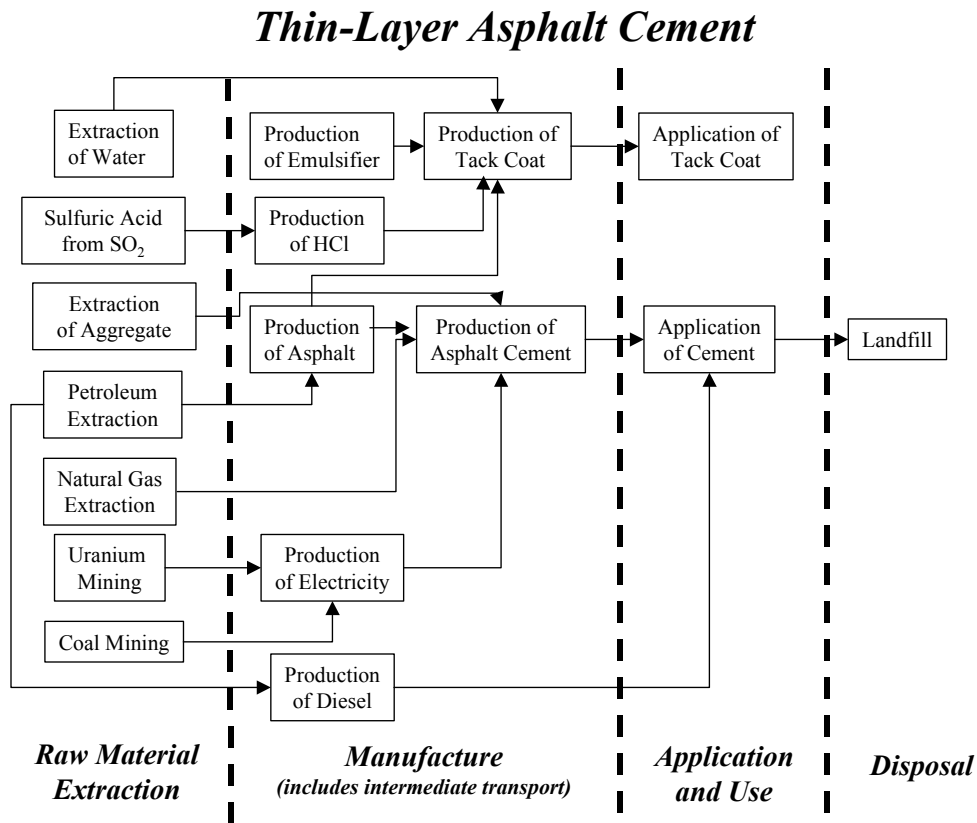 Thin-Layer Asphalt Cement
Extraction
of Water
Production
of Emulsifier
Production of
Tack Coat
Application of
Tack Coat
Sulfuric Acid
from SO₂
Production
of HCl
Extraction
of Aggregate
Production
of Asphalt
Production of
Asphalt Cement
Application
of Cement
Landfill
Petroleum
Extraction
Natural Gas
Extraction
Uranium
Mining
Production
of Electricity
Coal Mining
Production
of Diesel
Raw Material
Extraction
Manufacture
(includes intermediate transport)
Application
and Use
Disposal